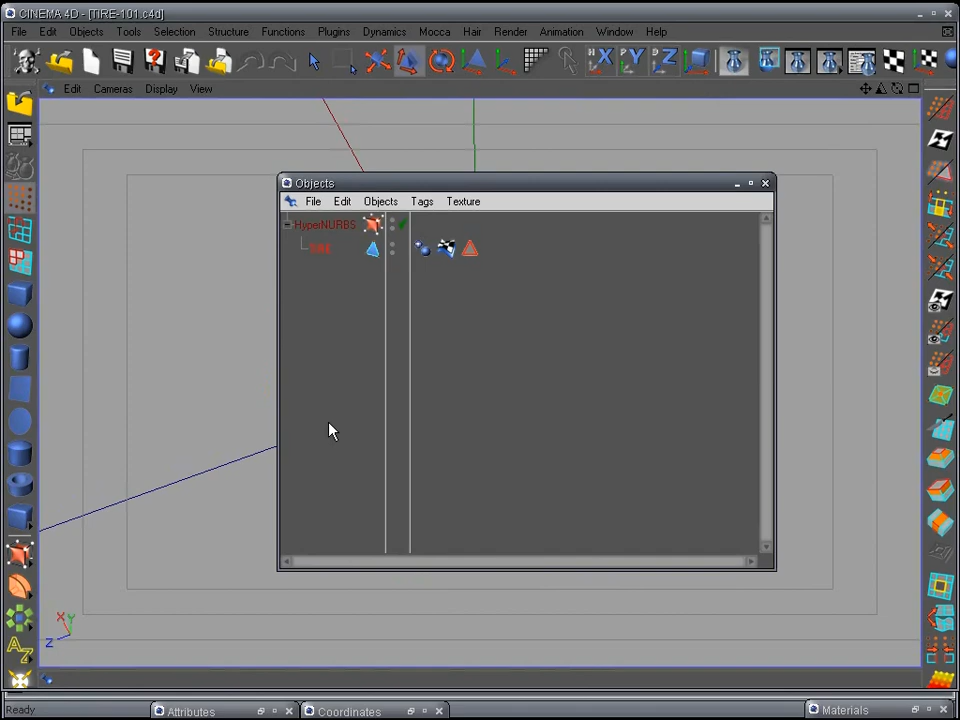 CINEMA 4D - [TIRE-101.c4d]
File Edit Objects Tools Selection Structure Functions Plugins Dynamics Mocca Hair Render Animation Window Help
X Y Z
Edit Cameras Display View
Objects
File Edit Objects Tags Texture
HyperNURBS
TIRE
X Y
Z
Ready Attributes Coordinates Materials